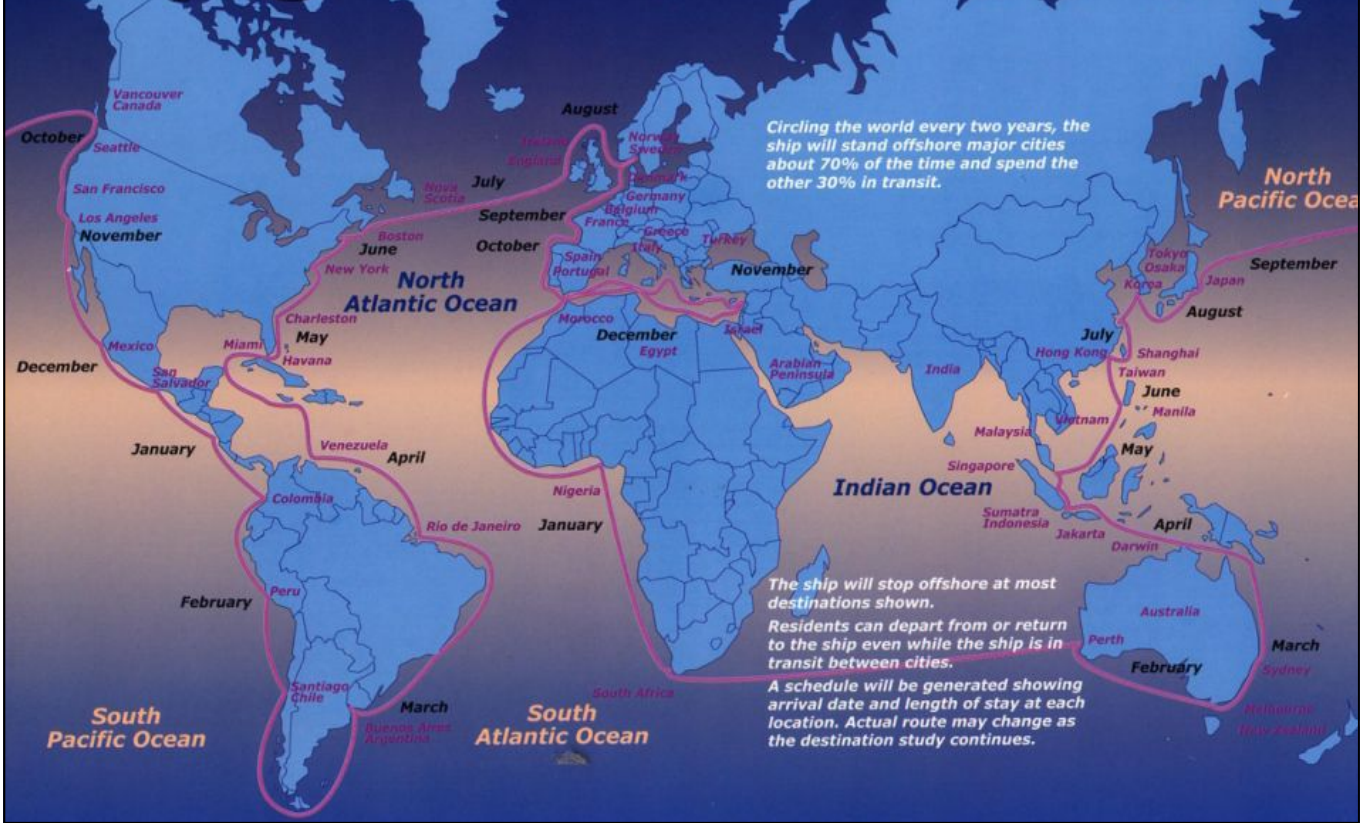 Vancouver
Canada
October
Seattle
San Francisco
Los Angeles
November
Mexico
December
San
Salvador
January
Colombia
February
Peru
Santiago
Chile
South
Pacific Ocean
Nova
Scotia
July
Boston
June
New York
North
Atlantic Ocean
Charleston
May
Miami
Havana
Venezuela
April
Rio de Janeiro
March
Buenos Aires
Argentina
South
Atlantic Ocean
August
Ireland
England
Norway
Sweden
Denmark
Germany
Belgium
France
September
October
Spain
Portugal
Greece
Italy
Turkey
November
Morocco
December
Egypt
Israel
Arabian
Peninsula
Nigeria
January
South Africa
Circling the world every two years, the
ship will stand offshore major cities
about 70% of the time and spend the
other 30% in transit.
North
Pacific Ocea
Tokyo
Osaka
Korea
Japan
September
August
July
Hong Kong
Shanghai
Taiwan
June
India
Vietnam
Manila
Malaysia
May
Singapore
Indian Ocean
Sumatra
Indonesia
Jakarta
April
Darwin
The ship will stop offshore at most
destinations shown.
Residents can depart from or return
to the ship even while the ship is in
transit between cities.
A schedule will be generated showing
arrival date and length of stay at each
location. Actual route may change as
the destination study continues.
Australia
Perth
February
March
Sydney
Melbourne
New Zealand